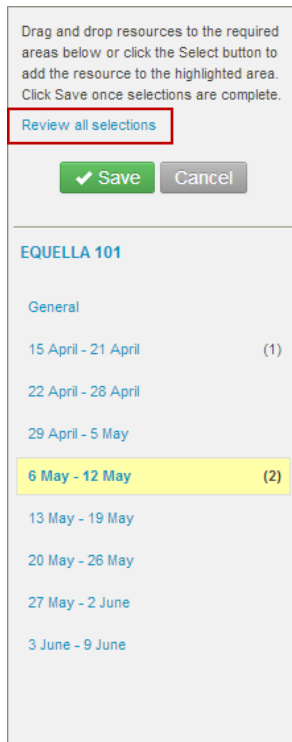 Drag and drop resources to the required
areas below or click the Select button to
add the resource to the highlighted area.
Click Save once selections are complete.
Review all selections
Save Cancel
EQUELLA 101
General
15 April - 21 April (1)
22 April - 28 April
29 April - 5 May
6 May - 12 May (2)
13 May - 19 May
20 May - 26 May
27 May - 2 June
3 June - 9 June